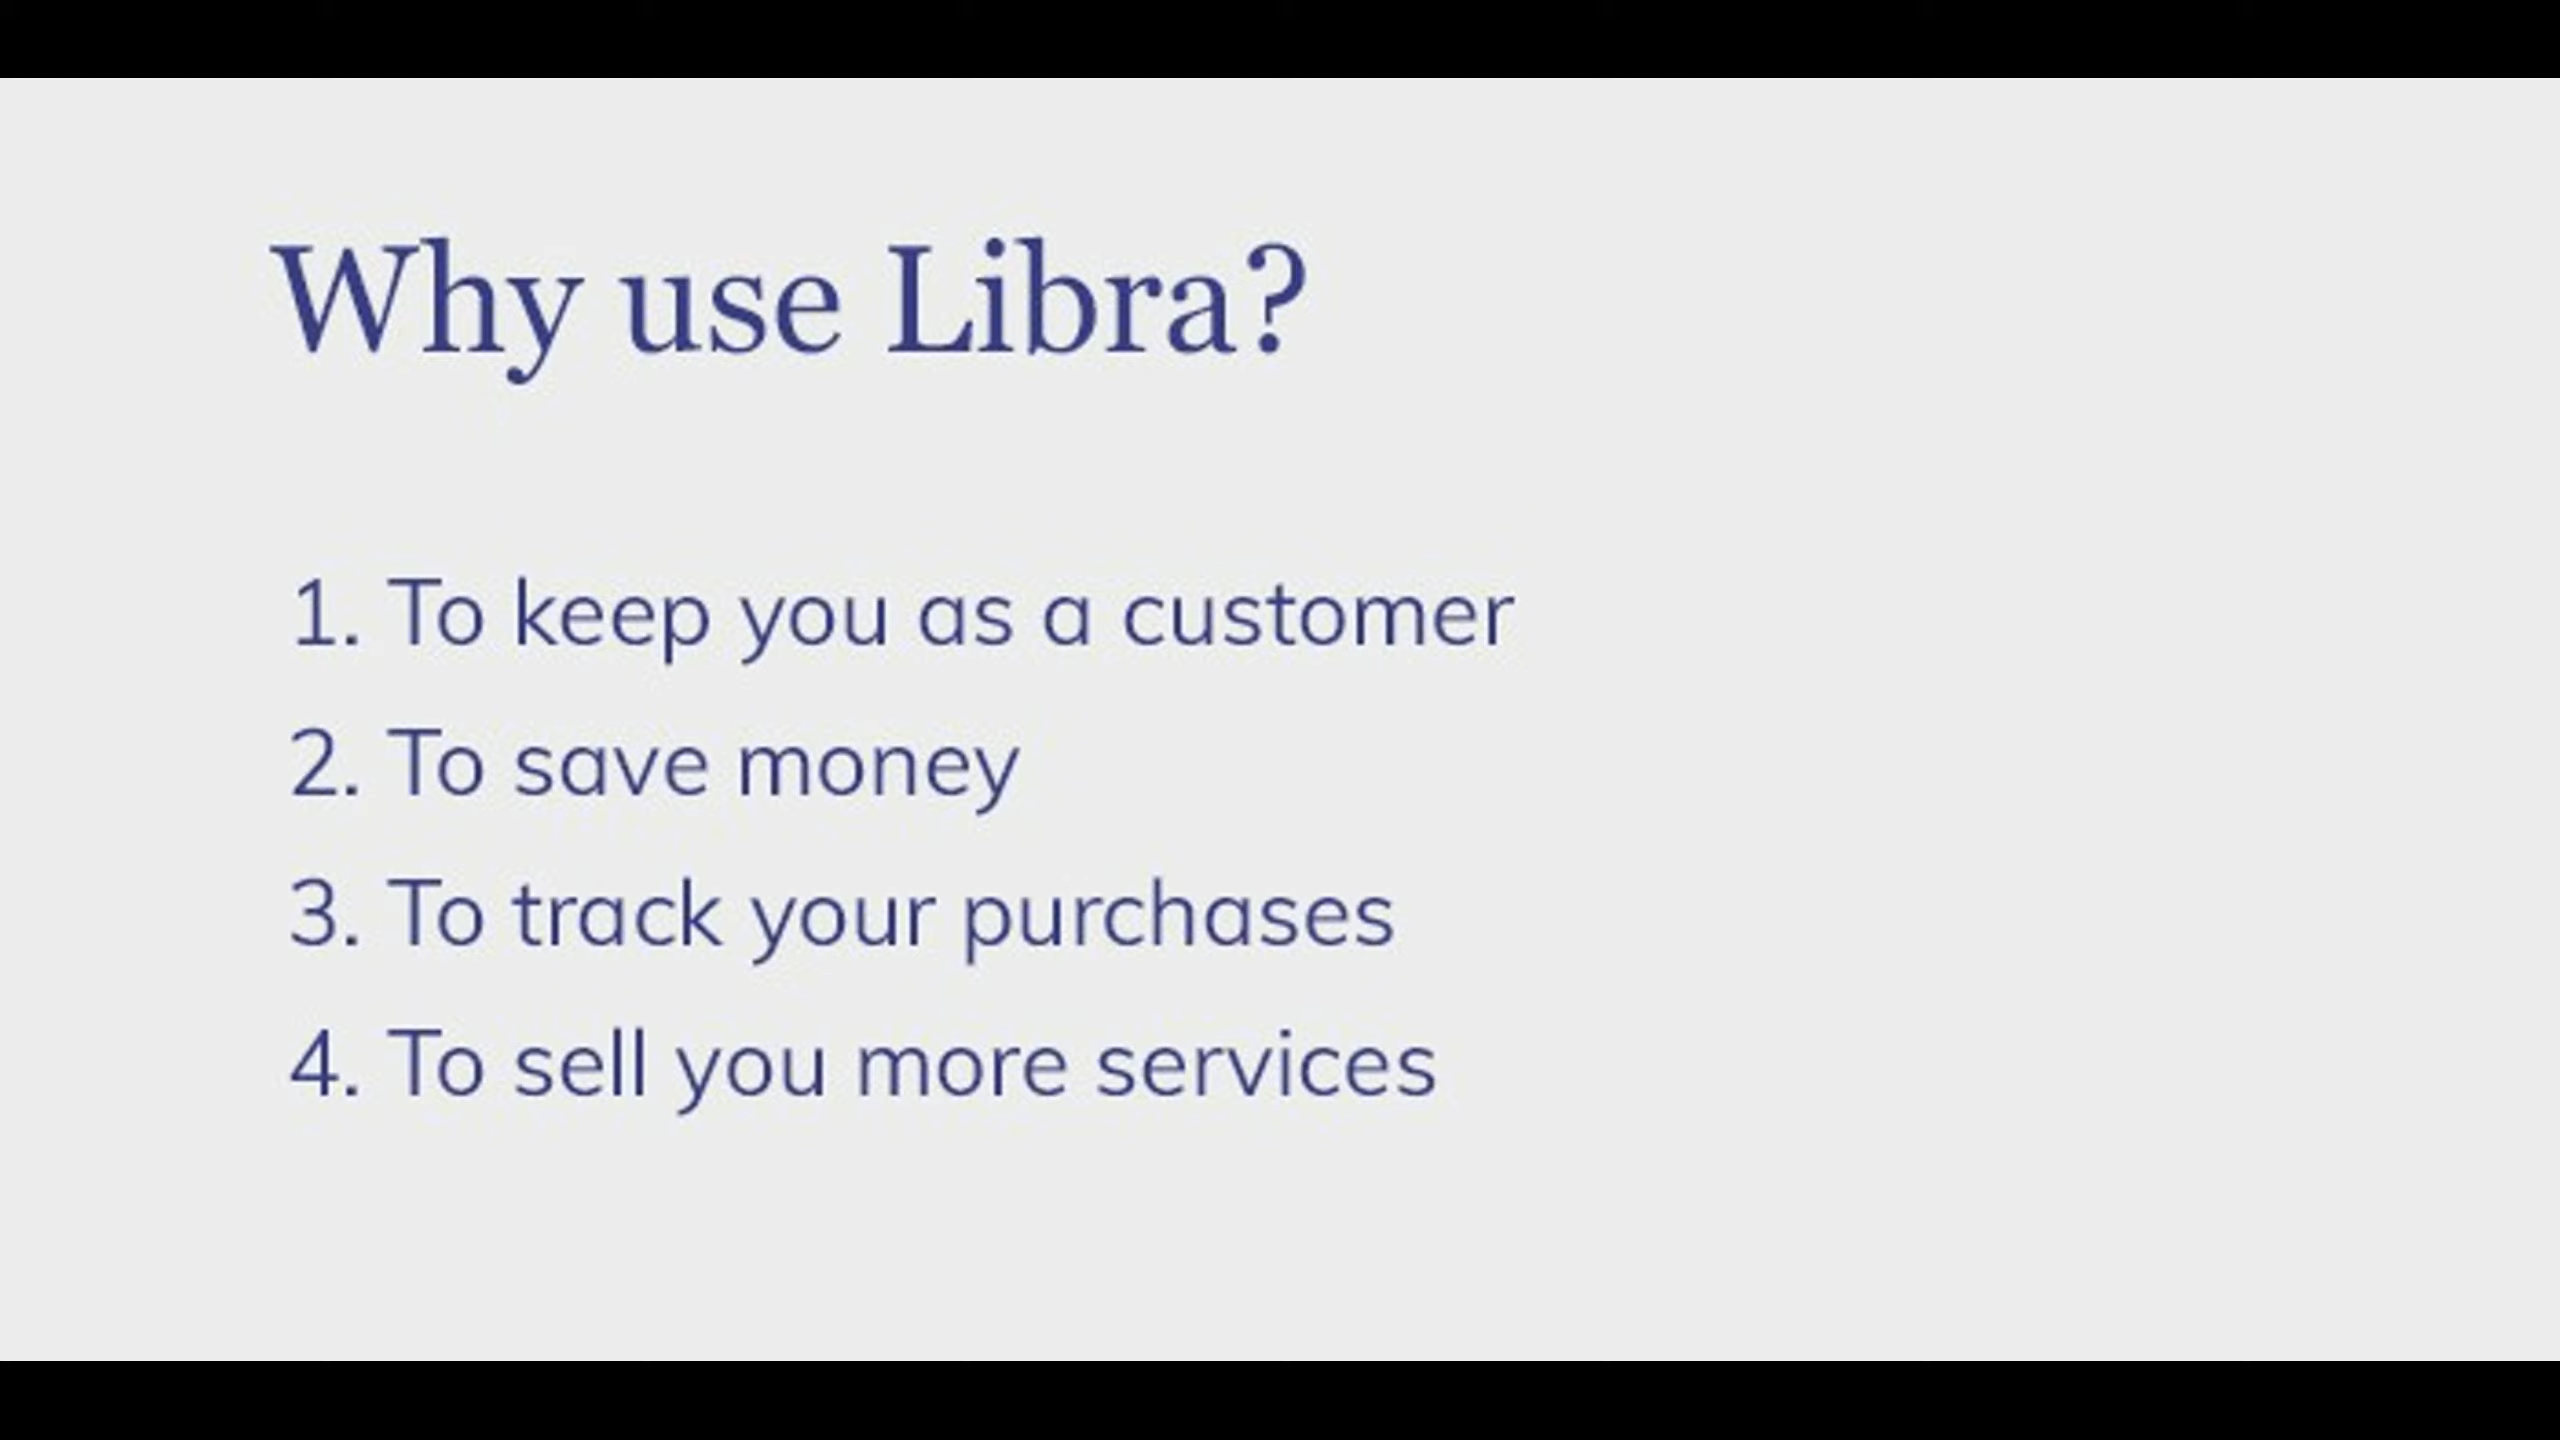 Why use Libra?
1. To keep you as a customer
2. To save money
3. To track your purchases
4. To sell you more services